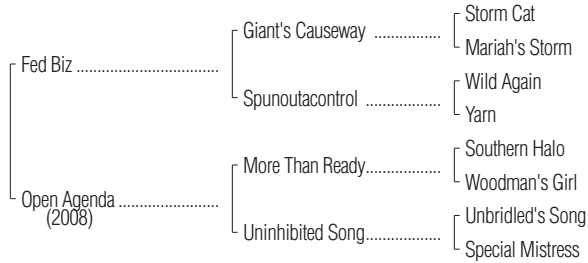 Storm Cat
Giant's Causeway ..................
Mariah's Storm
Fed Biz ................................
Wild Again
Spunoutacontrol .................
Yarn
Southern Halo
More Than Ready.................
Woodman's Girl
Open Agenda ......................
(2008)
Unbridled's Song
Uninhibited Song.................
Special Mistress